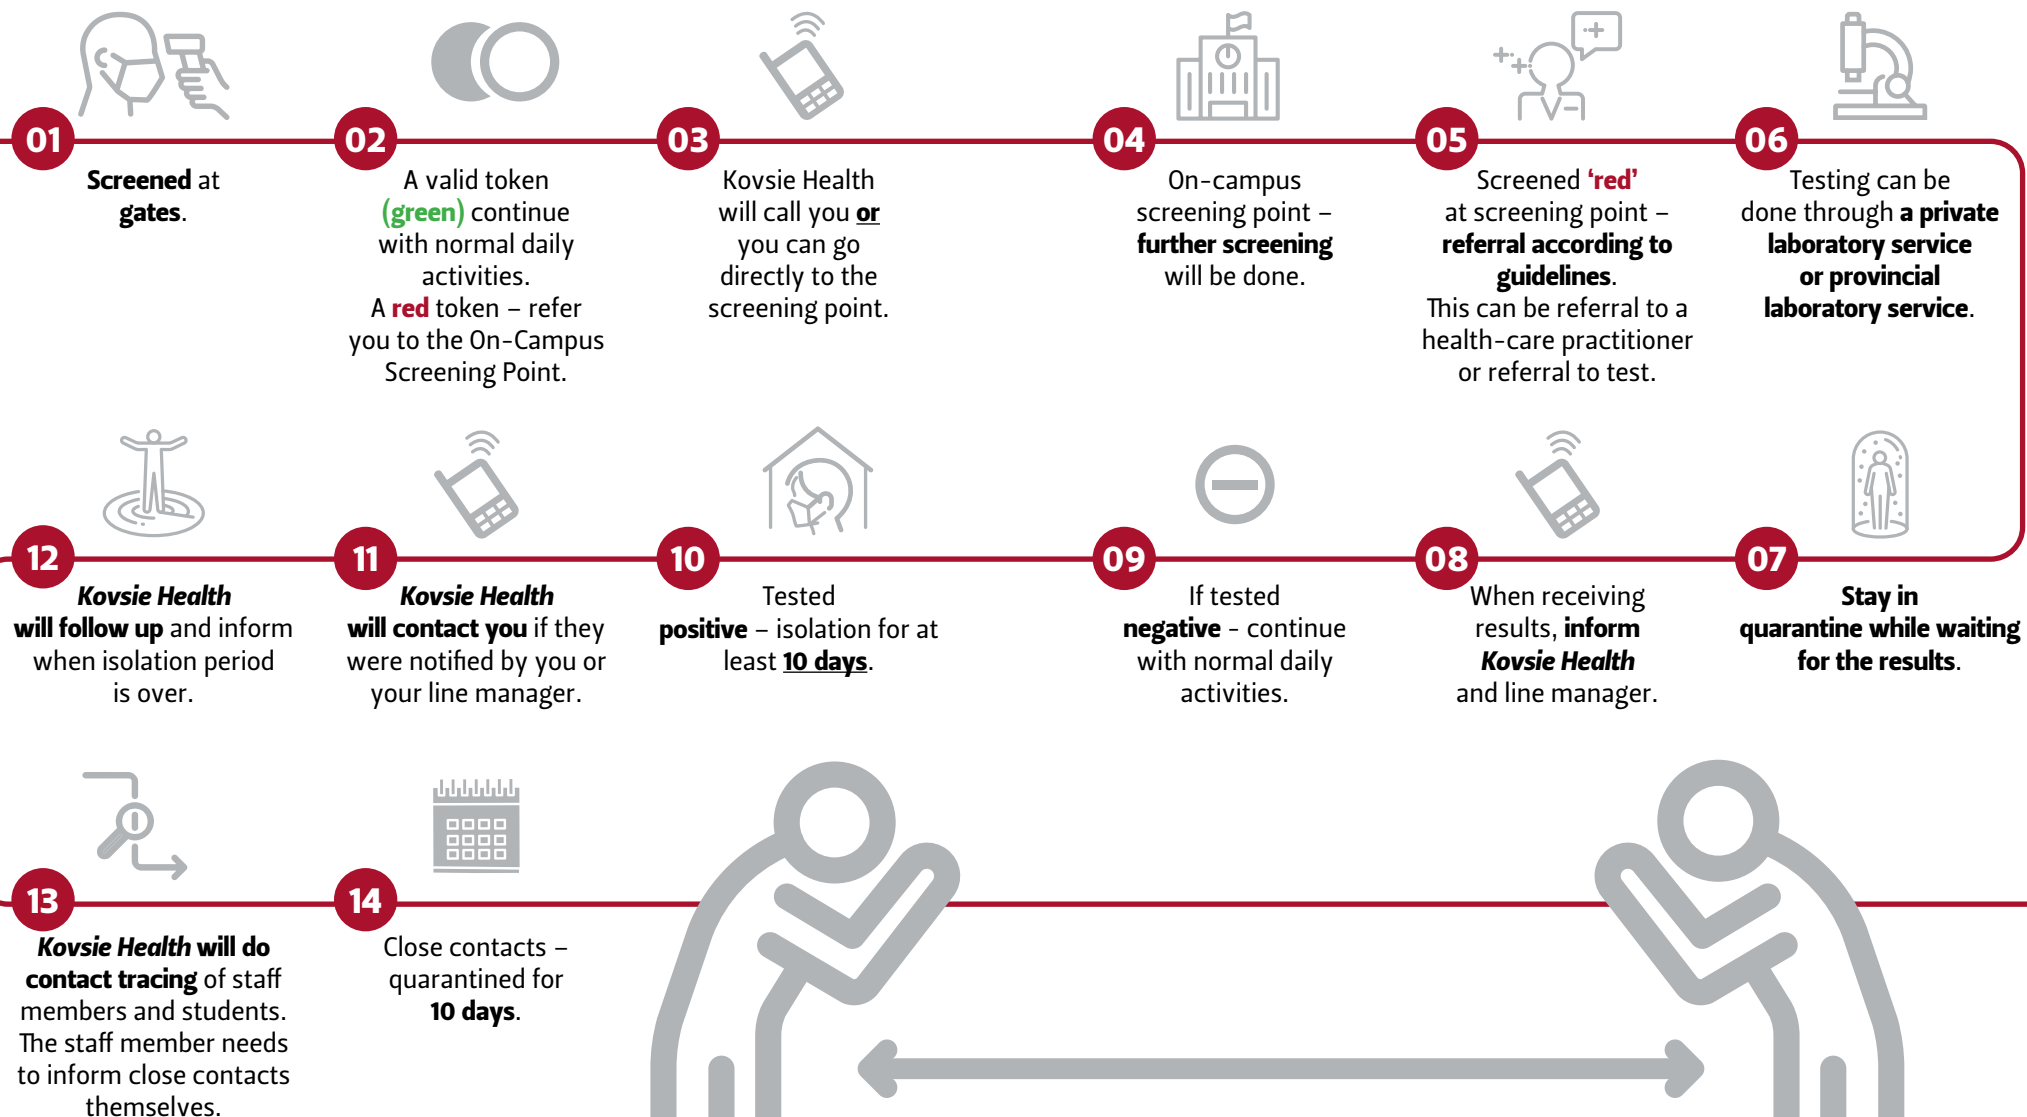 01
Screened at
gates.
02
A valid token
(green) continue
with normal daily
activities.
A red token – refer
you to the On-Campus
Screening Point.
03
Kovsie Health
will call you or
you can go
directly to the
screening point.
04
On-campus
screening point –
further screening
will be done.
05
Screened ‘red’
at screening point –
referral according to
guidelines.
This can be referral to a
health-care practitioner
or referral to test.
06
Testing can be
done through a private
laboratory service
or provincial
laboratory service.
07
Stay in
quarantine while waiting
for the results.
08
When receiving
results, inform
Kovsie Health
and line manager.
09
If tested
negative - continue
with normal daily
activities.
10
Tested
positive – isolation for at
least 10 days.
11
Kovsie Health
will contact you if they
were notified by you or
your line manager.
12
Kovsie Health
will follow up and inform
when isolation period
is over.
13
Kovsie Health will do
contact tracing of staff
members and students.
The staff member needs
to inform close contacts
themselves.
14
Close contacts –
quarantined for
10 days.